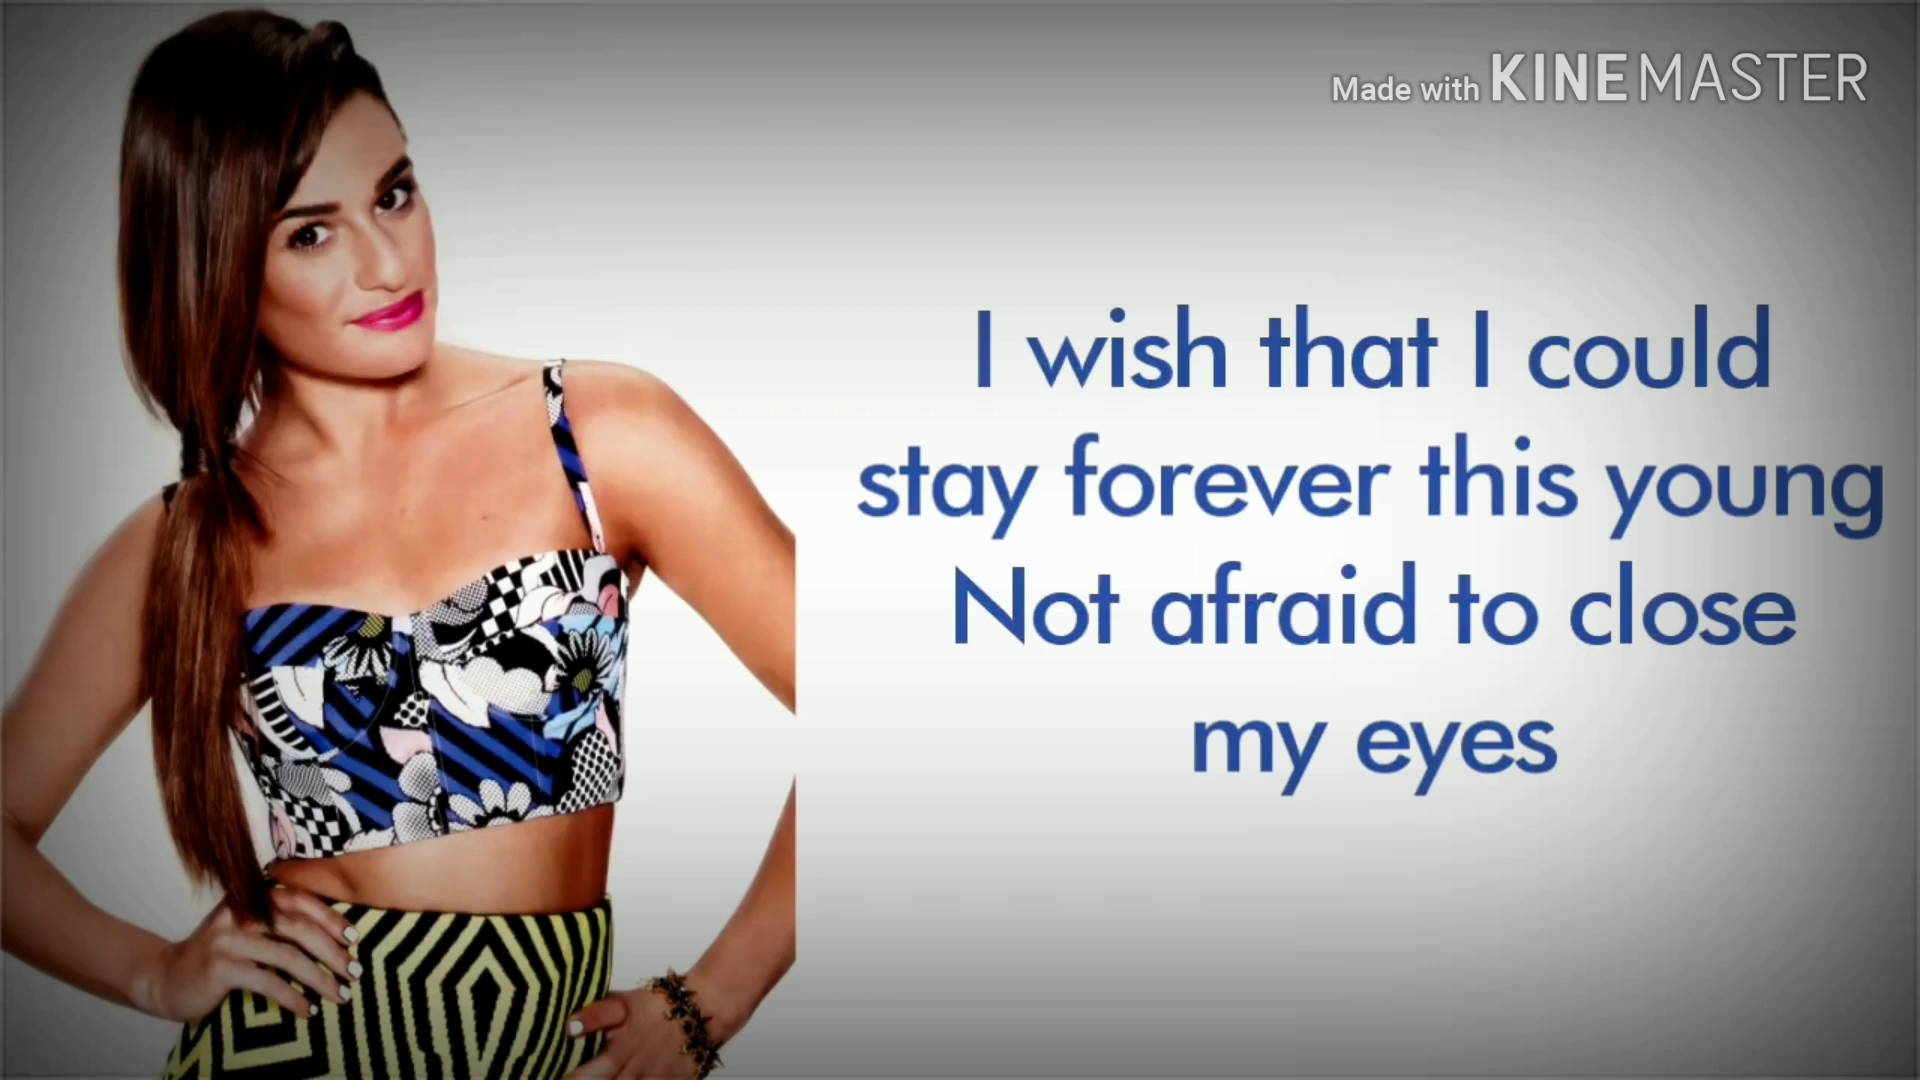 Made with KINEMASTER
I wish that I could
stay forever this young
Not afraid to close
my eyes